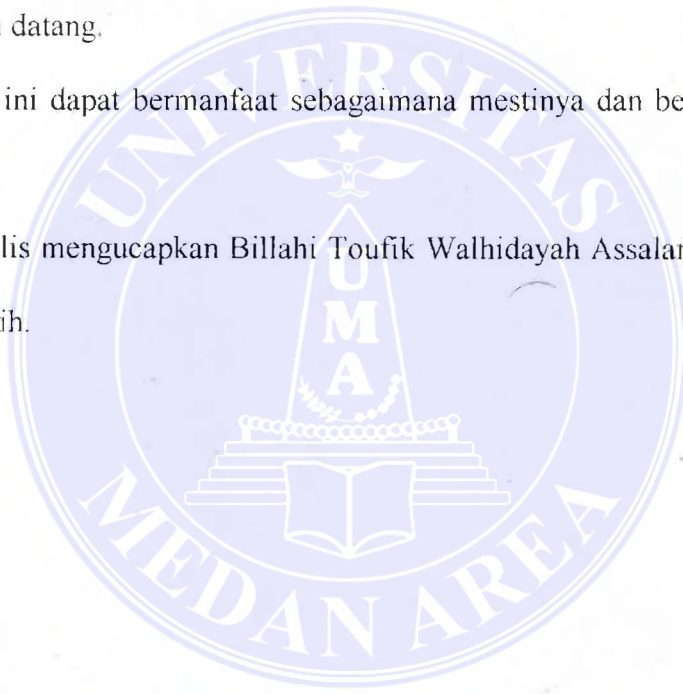 datang.
ini dapat bermanfaat sebagaimana mestinya dan be
lis mengucapkan Billahi Toufik Walhidayah Assalar
ih.
UNIVERSITAS
UMA
MEDAN AREA